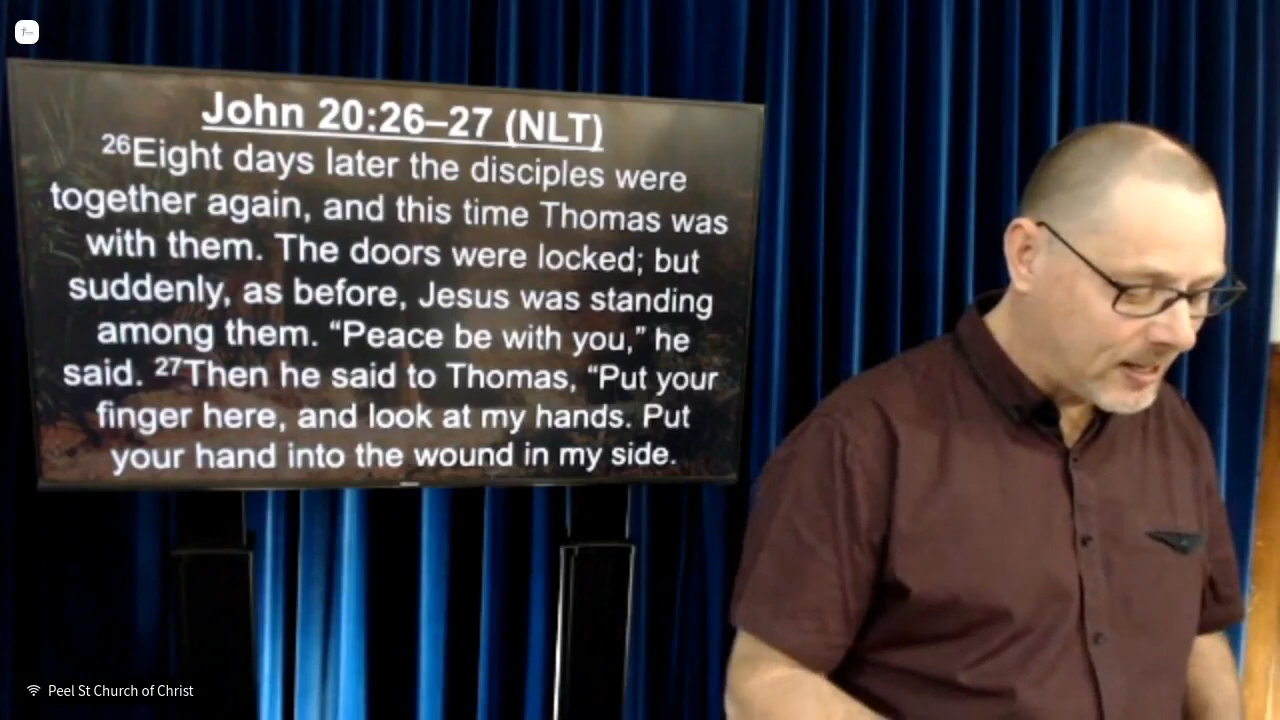 John 20:26–27 (NLT)
26Eight days later the disciples were
together again, and this time Thomas was
with them. The doors were locked; but
suddenly, as before, Jesus was standing
among them. “Peace be with you,” he
said. 27Then he said to Thomas, “Put your
finger here, and look at my hands. Put
your hand into the wound in my side.
Peel St Church of Christ